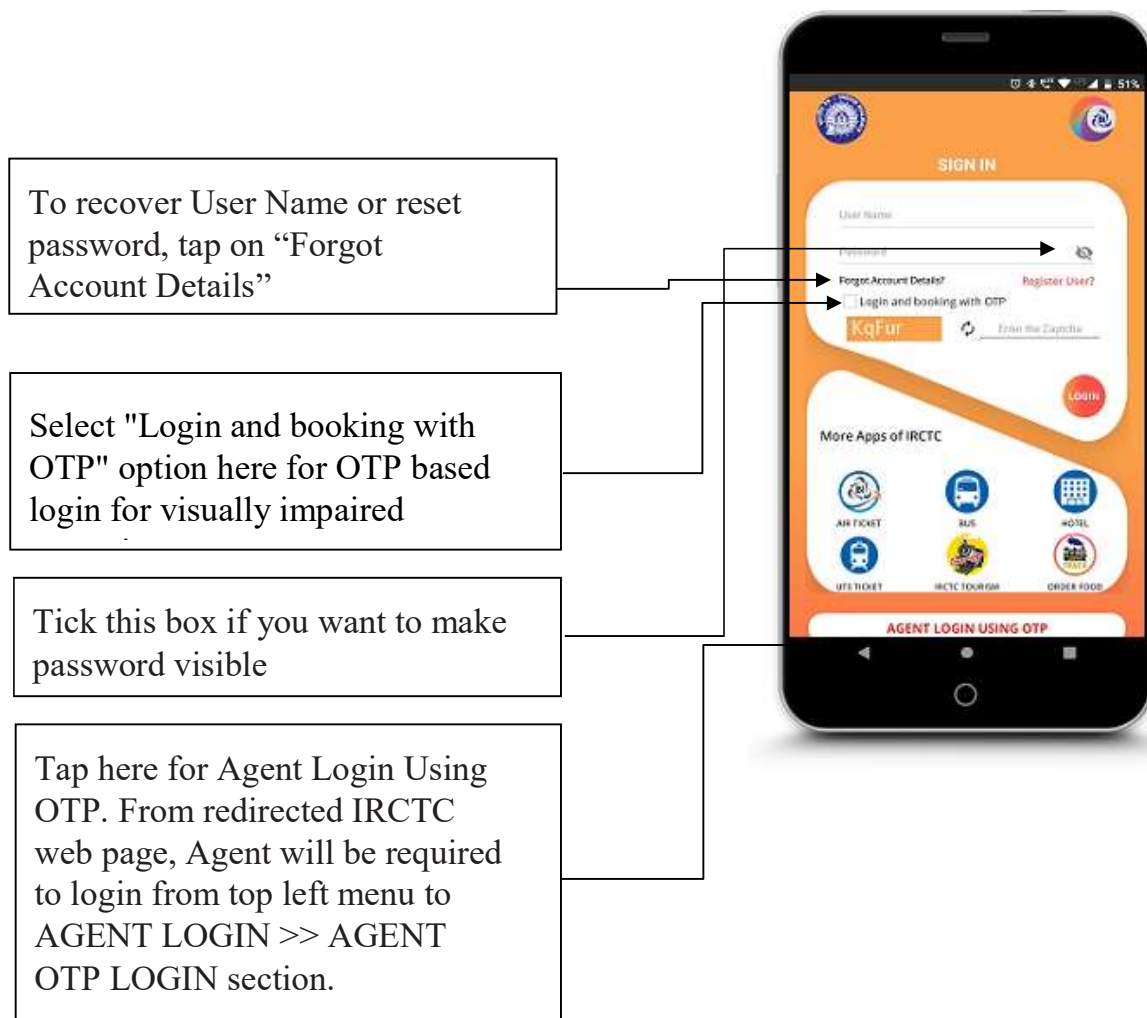 To recover User Name or reset
password, tap on “Forgot
Account Details”
Select "Login and booking with
OTP" option here for OTP based
login for visually impaired
Tick this box if you want to make
password visible
Tap here for Agent Login Using
OTP. From redirected IRCTC
web page, Agent will be required
to login from top left menu to
AGENT LOGIN >> AGENT
OTP LOGIN section.
51%
SIGN IN
User Name
Password
Forgot Account Details? Register User?
Login and booking with OTP
KqFur Enter the Captcha
LOGIN
More Apps of IRCTC
AIR TICKET BUS HOTEL
UTS TICKET IRCTC TOURISM ORDER FOOD
AGENT LOGIN USING OTP